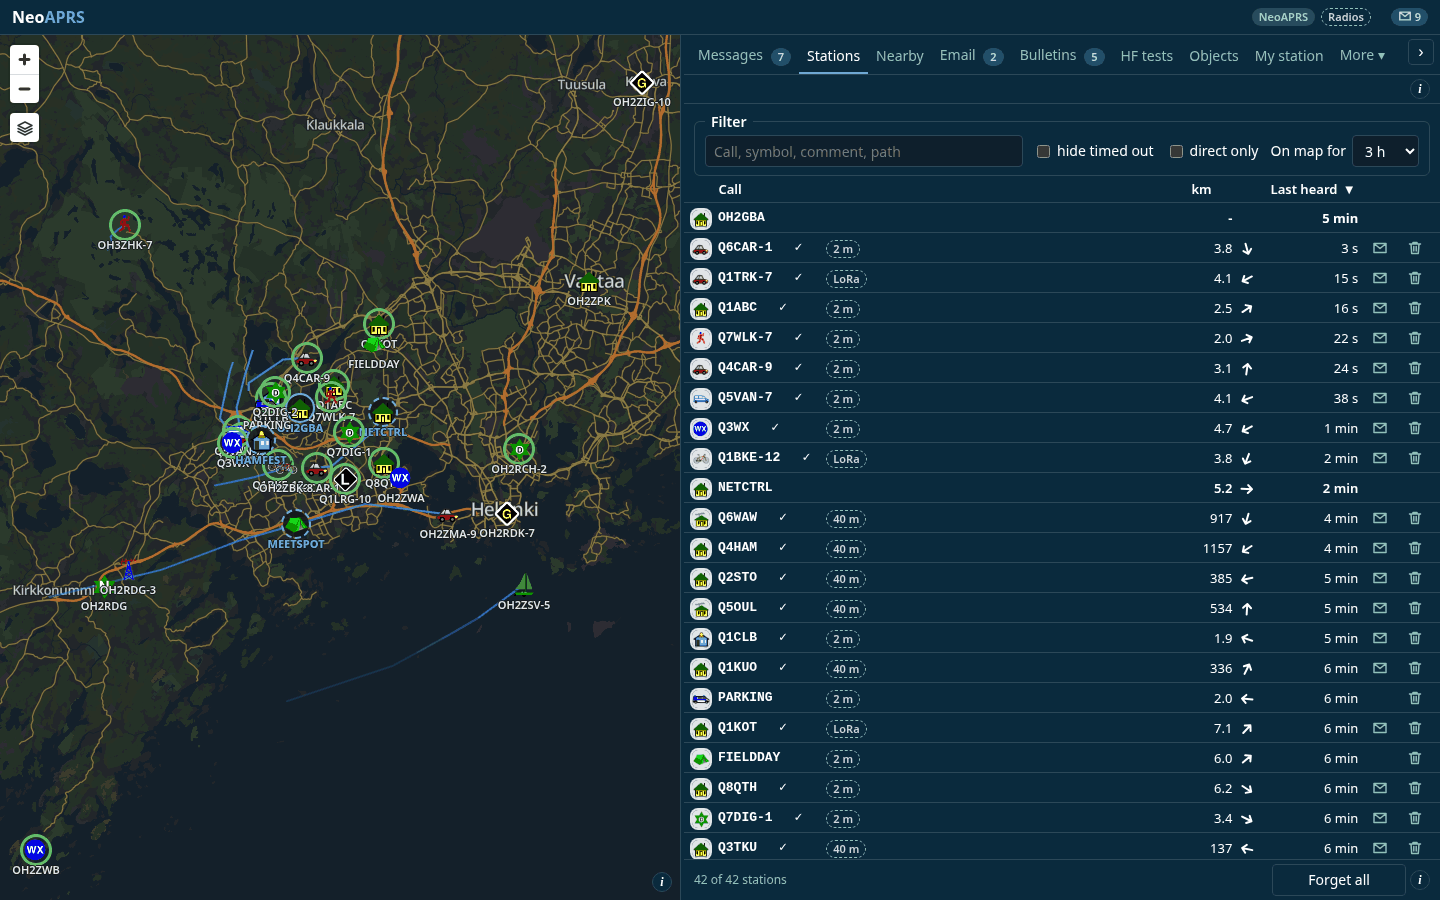 NeoAPRS
NeoAPRS Radios 9
Messages 7 Stations Nearby Email 2 Bulletins 5 HF tests Objects My station More ▾ ›
i
Filter
Call, symbol, comment, path hide timed out direct only On map for 3 h
Call km Last heard ▼
OH2GBA - 5 min
Q6CAR-1 ✓ 2 m 3.8 3 s
Q1TRK-7 ✓ LoRa 4.1 15 s
Q1ABC ✓ 2 m 2.5 16 s
Q7WLK-7 ✓ 2 m 2.0 22 s
Q4CAR-9 ✓ 2 m 3.1 24 s
Q5VAN-7 ✓ 2 m 4.1 38 s
WX Q3WX ✓ 2 m 4.7 1 min
Q1BKE-12 ✓ LoRa 3.8 2 min
NETCTRL 5.2 2 min
Q6WAW ✓ 40 m 917 4 min
Q4HAM ✓ 40 m 1157 4 min
Q2STO ✓ 40 m 385 5 min
Q5OUL ✓ 40 m 534 5 min
Q1CLB ✓ 2 m 1.9 5 min
Q1KUO ✓ 40 m 336 6 min
PARKING 2 m 2.0 6 min
Q1KOT ✓ LoRa 7.1 6 min
FIELDDAY 2 m 6.0 6 min
Q8QTH ✓ 2 m 6.2 6 min
D Q7DIG-1 ✓ 2 m 3.4 6 min
Q3TKU ✓ 40 m 137 6 min
42 of 42 stations Forget all i
+
−
Tuusula
G
OH2ZIG-10
Klaukkala
OH3ZHK-7
OH2ZPK
FIELDDAY
Q4CAR-9
D
Q2DIG-2
Q7WLK-7
PARKING
NETCTRL
WX
HAMFEST
D
Q7DIG-1
OH2RCH-2
L
Q1LRG-10
WX
OH2ZWA
Helsinki
G
OH2ZMA-9
OH2RDK-7
MEETSPOT
Kirkkonummi
OH2RDG-3
OH2RDG
OH2ZSV-5
WX
OH2ZWB
i